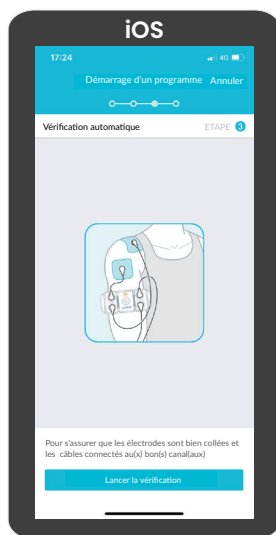 iOS
17:24
4G
Démarrage d'un programme Annuler
Vérification automatique ETAPE 3
Pour s'assurer que les électrodes sont bien collées et
les câbles connectés au(x) bon(s) canal(aux)
Lancer la vérification